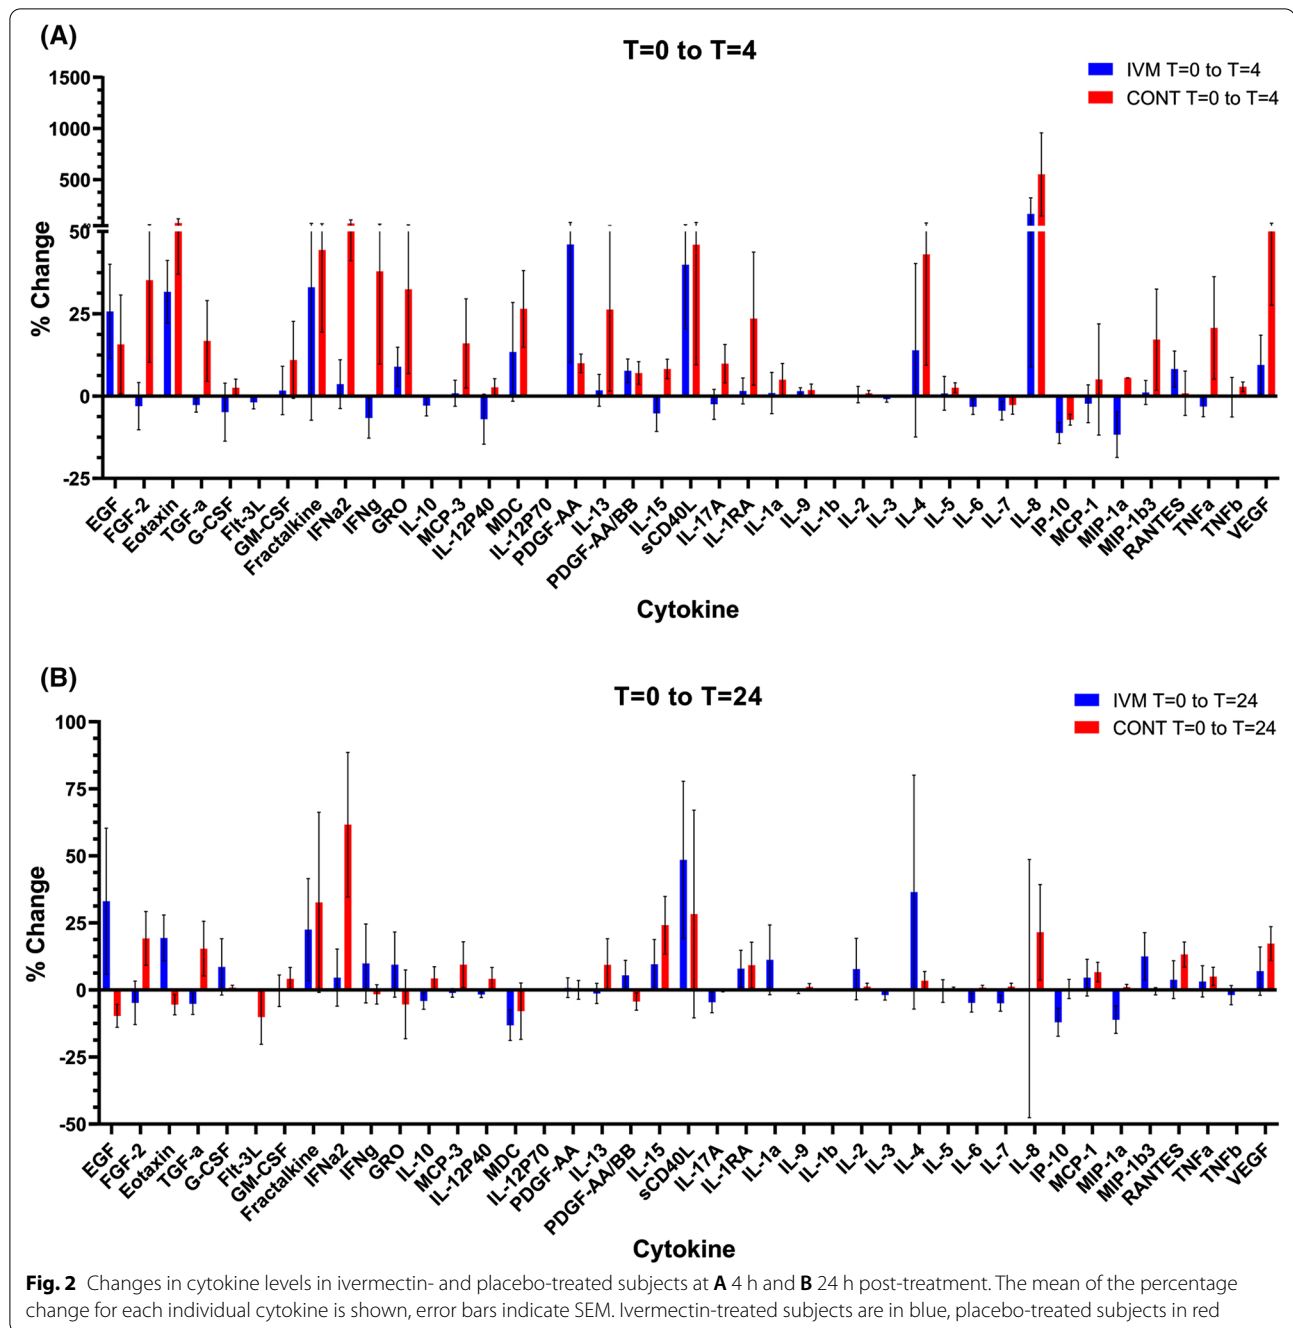 (A)
T=0 to T=4
IVM T=0 to T=4
CONT T=0 to T=4
1500
1000
500
50
25
0
-25
% Change
EGF
FGF-2
Eotaxin
TGF-a
G-CSF
Flt-3L
GM-CSF
Fractalkine
IFNa2
IFNg
GRO
IL-10
MCP-3
IL-12P40
MDC
IL-12P70
PDGF-AA
IL-13
PDGF-AA/BB
IL-15
sCD40L
IL-17A
IL-1RA
IL-1a
IL-9
IL-1b
IL-2
IL-3
IL-4
IL-5
IL-6
IL-7
IL-8
IP-10
MCP-1
MIP-1a
MIP-1b3
RANTES
TNFa
TNFb
VEGF
Cytokine
(B)
T=0 to T=24
IVM T=0 to T=24
CONT T=0 to T=24
100
75
50
25
0
-25
-50
% Change
EGF
FGF-2
Eotaxin
TGF-a
G-CSF
Flt-3L
GM-CSF
Fractalkine
IFNa2
IFNg
GRO
IL-10
MCP-3
IL-12P40
MDC
IL-12P70
PDGF-AA
IL-13
PDGF-AA/BB
IL-15
sCD40L
IL-17A
IL-1RA
IL-1a
IL-9
IL-1b
IL-2
IL-3
IL-4
IL-5
IL-6
IL-7
IL-8
IP-10
MCP-1
MIP-1a
MIP-1b3
RANTES
TNFa
TNFb
VEGF
Cytokine
Fig. 2 Changes in cytokine levels in ivermectin- and placebo-treated subjects at A 4 h and B 24 h post-treatment. The mean of the percentage
change for each individual cytokine is shown, error bars indicate SEM. Ivermectin-treated subjects are in blue, placebo-treated subjects in red